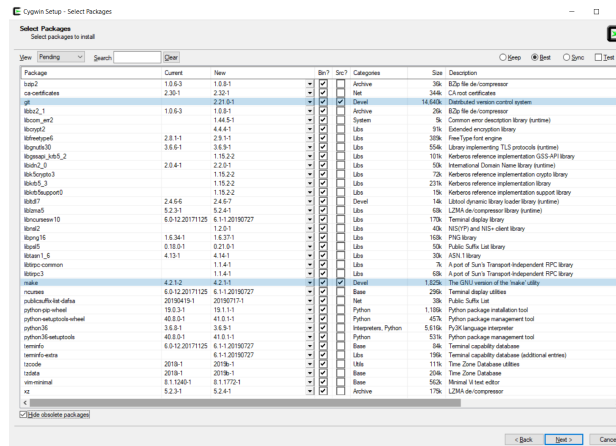 Cygwin Setup - Select Packages
Select Packages
Select packages to install
View Pending Search Clear Keep Best Sync Test
Package Current New Bin? Src? Categories Size Description
bzip2 1.0.6-3 1.0.8-1 Archive 36k BZip file de/compressor
ca-certificates 2.30-1 2.32-1 Net 344k CA root certificates
git 2.21.0-1 Devel 14,640k Distributed version control system
libbz2_1 1.0.6-3 1.0.8-1 Archive 26k BZip file de/compressor
libcom_err2 1.44.5-1 System 5k Common error description library (runtime)
libcrypt2 4.4.4-1 Libs 91k Extended encryption library
libfreetype6 2.8.1-1 2.9.1-1 Libs 389k FreeType font engine
libgnutls30 3.6.6-1 3.6.9-1 Libs 554k Library implementing TLS protocols (runtime)
libgssapi_krb5_2 1.15.2-2 Libs 101k Kerberos reference implementation GSS-API library
libidn2_0 2.0.4-1 2.2.0-1 Libs 50k International Domain Name library (runtime)
libk5crypto3 1.15.2-2 Libs 72k Kerberos reference implementation crypto library
libkrb5_3 1.15.2-2 Libs 231k Kerberos reference implementation library
libkrb5support0 1.15.2-2 Libs 15k Kerberos reference implementation support library
libltdl7 2.4.6-6 2.4.6-7 Devel 14k Libtool dynamic library loader library (runtime)
liblzma5 5.2.3-1 5.2.4-1 Libs 68k LZMA de/compressor library (runtime)
libncursesw10 6.0-12.20171125 6.1-1.20190727 Libs 170k Terminal display library
libnsl2 1.2.0-1 Libs 40k NIS(YP) and NIS+ client library
libpng16 1.6.34-1 1.6.37-1 Libs 168k PNG library
libpsl5 0.18.0-1 0.21.0-1 Libs 50k Public Suffix List library
libtasn1_6 4.13-1 4.14-1 Libs 30k ASN.1 library
libtirpc-common 1.1.4-1 Libs 7k A port of Sun's Transport-Independent RPC library
libtirpc3 1.1.4-1 Libs 68k A port of Sun's Transport-Independent RPC library
make 4.2.1-2 4.2.1-1 Devel 1,825k The GNU version of the 'make' utility
ncurses 6.0-12.20171125 6.1-1.20190727 Base 296k Terminal display utilities
publicsuffix-list-dafsa 20190419-1 20190717-1 Net 38k Public Suffix List
python-pip-wheel 19.0.3-1 19.1.1-1 Python 1,186k Python package installation tool
python-setuptools-wheel 40.8.0-1 41.0.1-1 Python 457k Python package management tool
python36 3.6.8-1 3.6.9-1 Interpreters, Python 5,616k Py3K language interpreter
python36-setuptools 40.8.0-1 41.0.1-1 Python 531k Python package management tool
terminfo 6.0-12.20171125 6.1-1.20190727 Base 84k Terminal capability database
terminfo-extra 6.1-1.20190727 Libs 196k Terminal capability database (additional entries)
tzcode 2018-1 2019b-1 Utils 111k Time Zone Database utilities
tzdata 2018i-1 2019b-1 Base 204k Time Zone Database
vim-minimal 8.1.1240-1 8.1.1772-1 Base 562k Minimal Vi text editor
xz 5.2.3-1 5.2.4-1 Archive 175k LZMA de/compressor
Hide obsolete packages
< Back Next > Cance